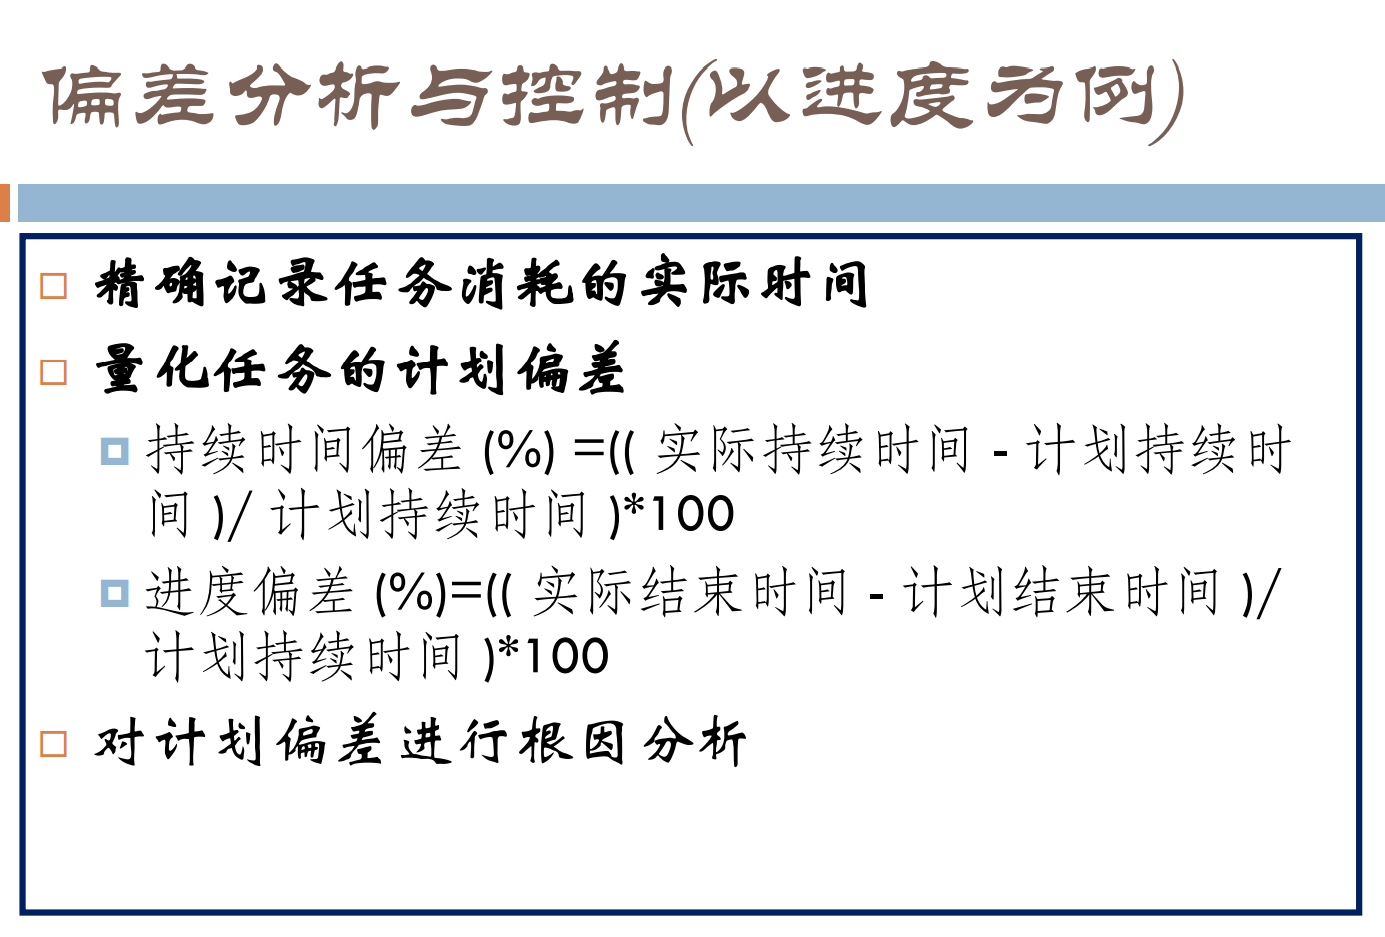 偏差分析与控制(以进度为例)
精确记录任务消耗的实际时间
量化任务的计划偏差
持续时间偏差 (%) =(( 实际持续时间 - 计划持续时
间 )/ 计划持续时间 )*100
进度偏差 (%)=(( 实际结束时间 - 计划结束时间 )/
计划持续时间 )*100
对计划偏差进行根因分析